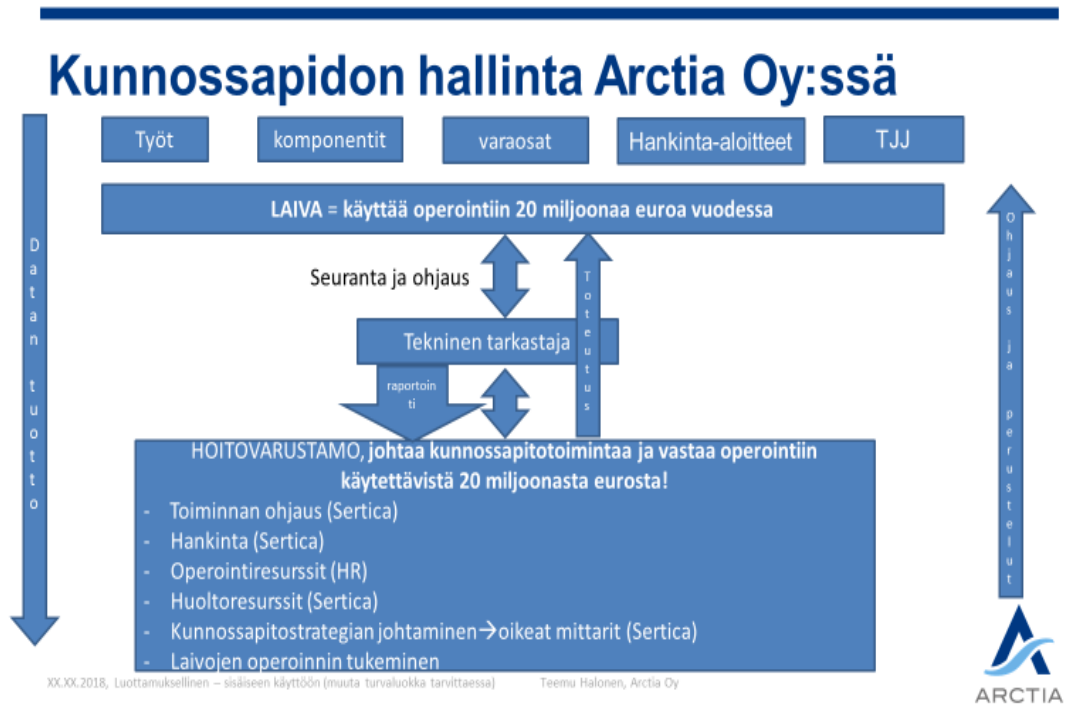 Kunnossapidon hallinta Arctia Oy:ssä
Työt
komponentit
varaosat
Hankinta-aloitteet
TJJ
LAIVA = käyttää operointiin 20 miljoonaa euroa vuodessa
Datan tuotto
Ohjaus ja perustelut
Seuranta ja ohjaus
Toteutus
Tekninen tarkastaja
raportoin
ti
HOITOVARUSTAMO, johtaa kunnossapitotoimintaa ja vastaa operointiin
käytettävistä 20 miljoonasta eurosta!
- Toiminnan ohjaus (Sertica)
- Hankinta (Sertica)
- Operointiresurssit (HR)
- Huoltoresurssit (Sertica)
- Kunnossapitostrategian johtaminen→oikeat mittarit (Sertica)
- Laivojen operoinnin tukeminen
XX.XX.2018, Luottamuksellinen – sisäiseen käyttöön (muuta turvaluokka tarvittaessa) Teemu Halonen, Arctia Oy
ARCTIA